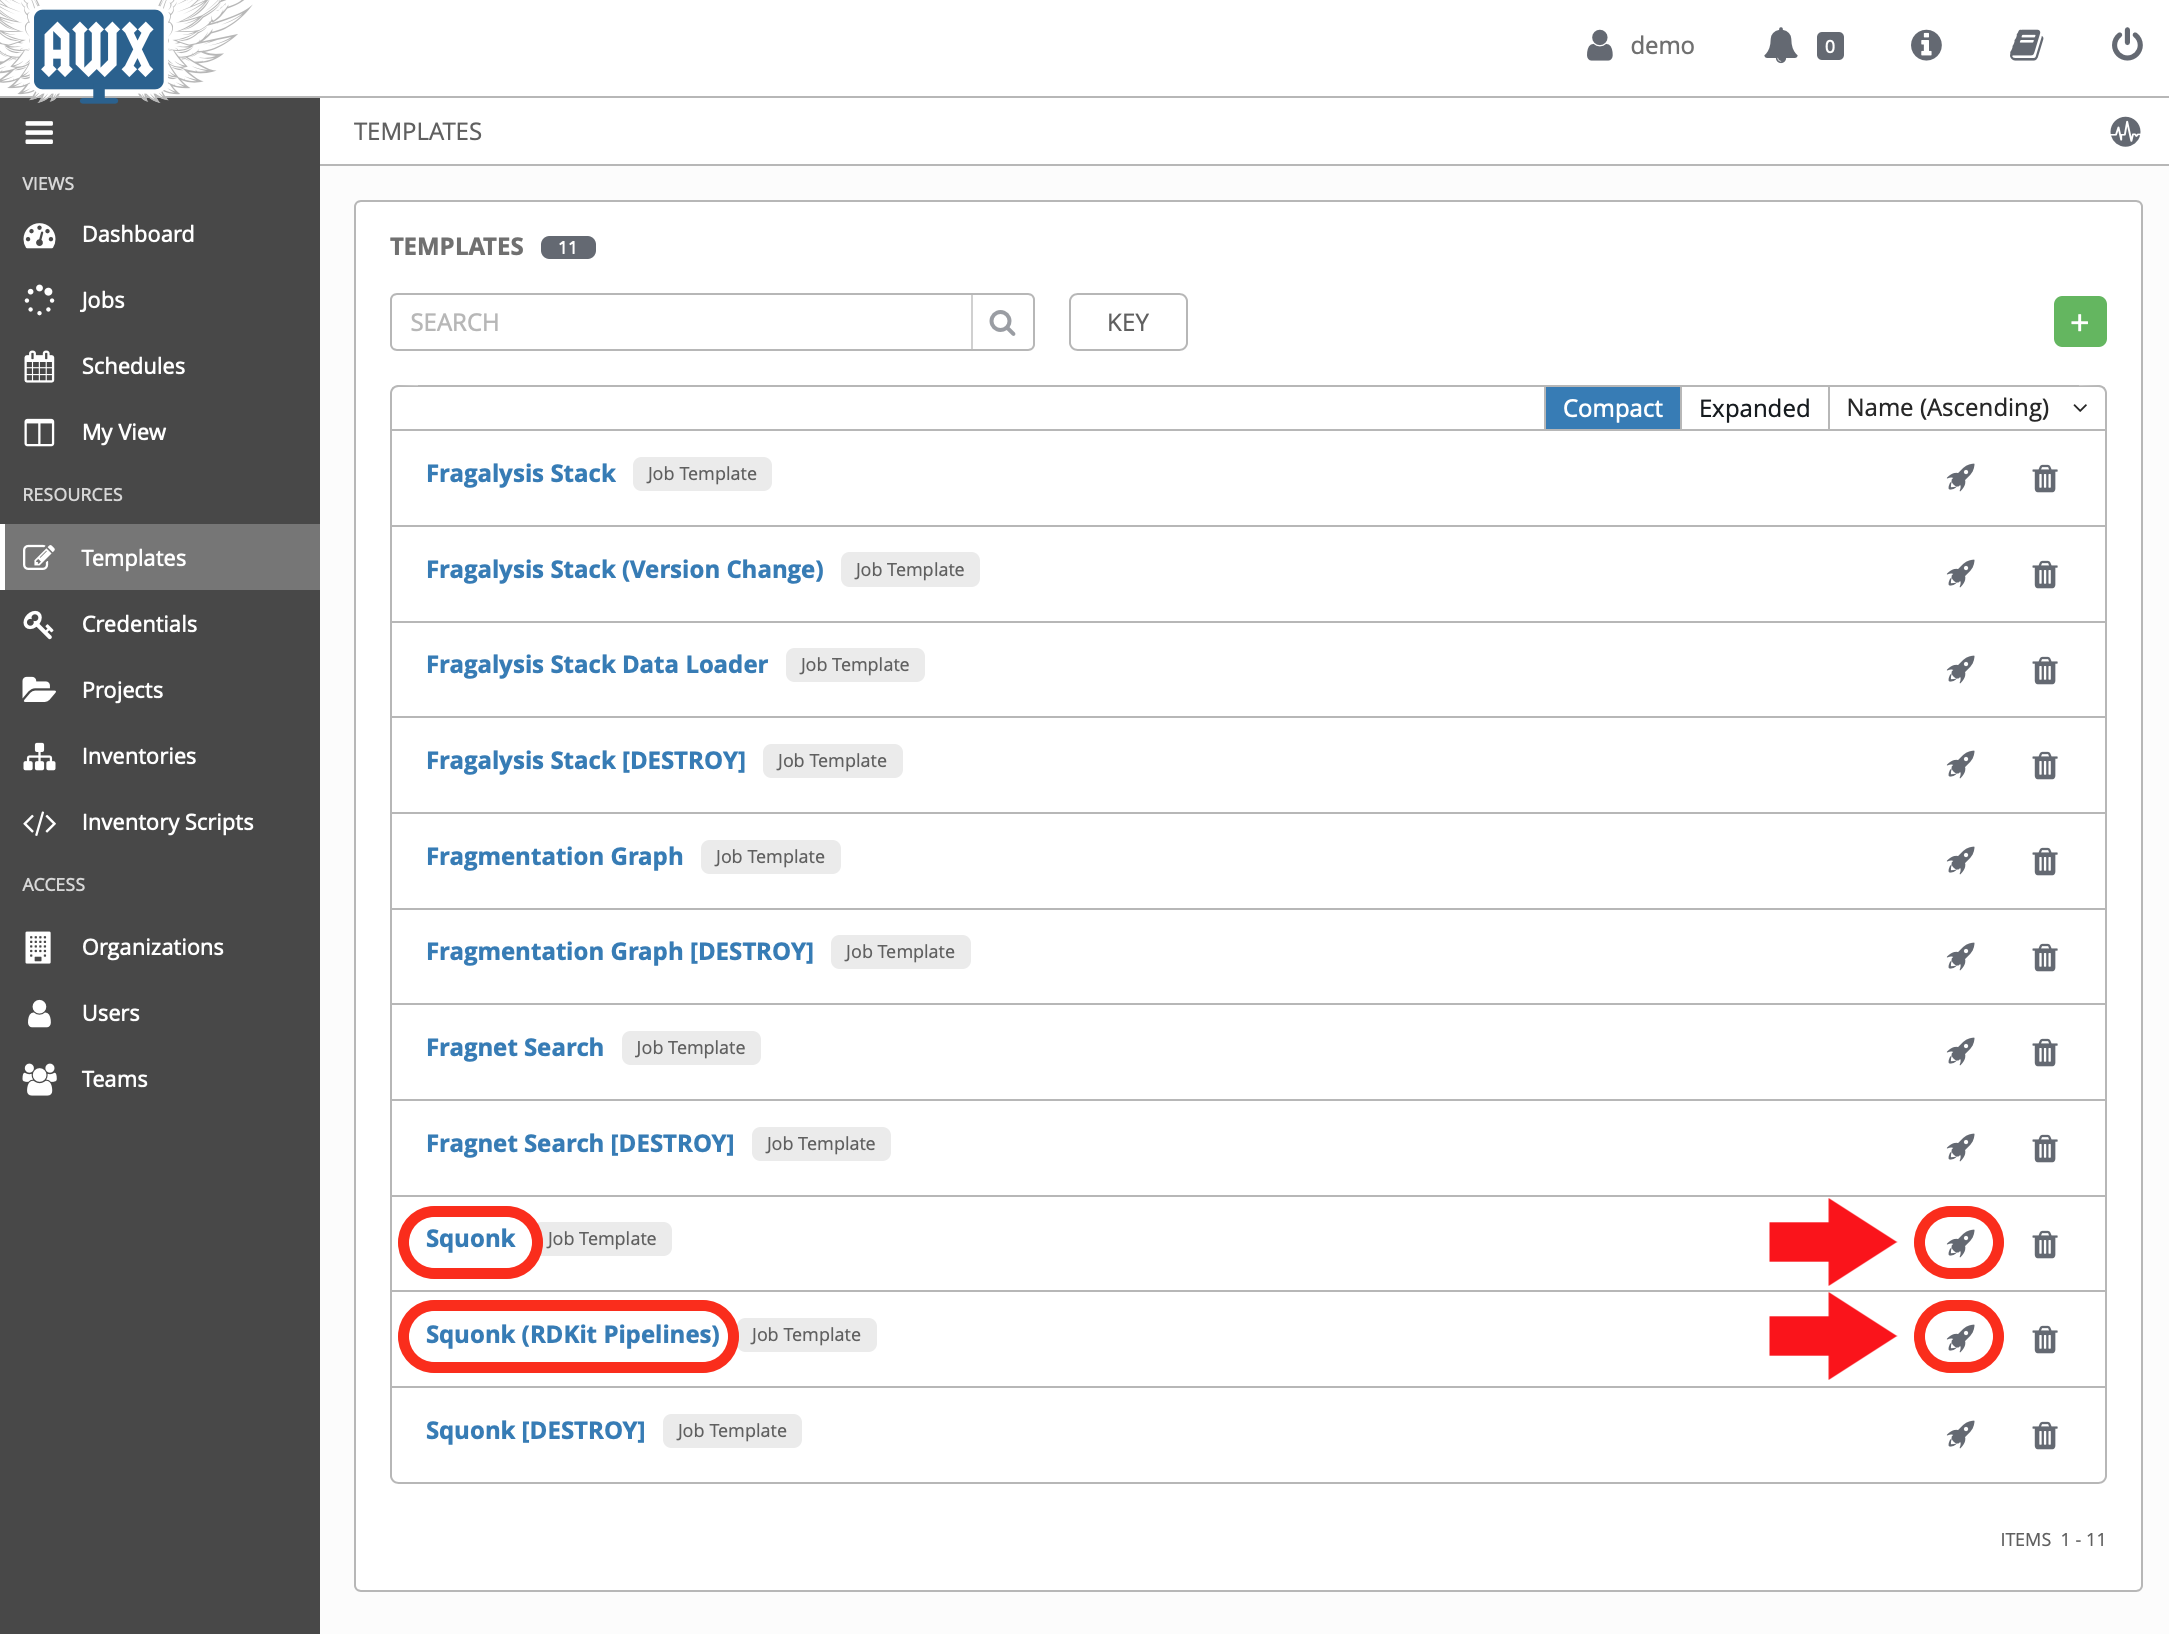 AWX
demo
0
TEMPLATES
VIEWS
Dashboard
Jobs
Schedules
My View
RESOURCES
Templates
Credentials
Projects
Inventories
Inventory Scripts
ACCESS
Organizations
Users
Teams
TEMPLATES 11
SEARCH
KEY
+
Compact Expanded Name (Ascending)
Fragalysis Stack Job Template
Fragalysis Stack (Version Change) Job Template
Fragalysis Stack Data Loader Job Template
Fragalysis Stack [DESTROY] Job Template
Fragmentation Graph Job Template
Fragmentation Graph [DESTROY] Job Template
Fragnet Search Job Template
Fragnet Search [DESTROY] Job Template
Squonk Job Template
Squonk (RDKit Pipelines) Job Template
Squonk [DESTROY] Job Template
ITEMS 1 - 11